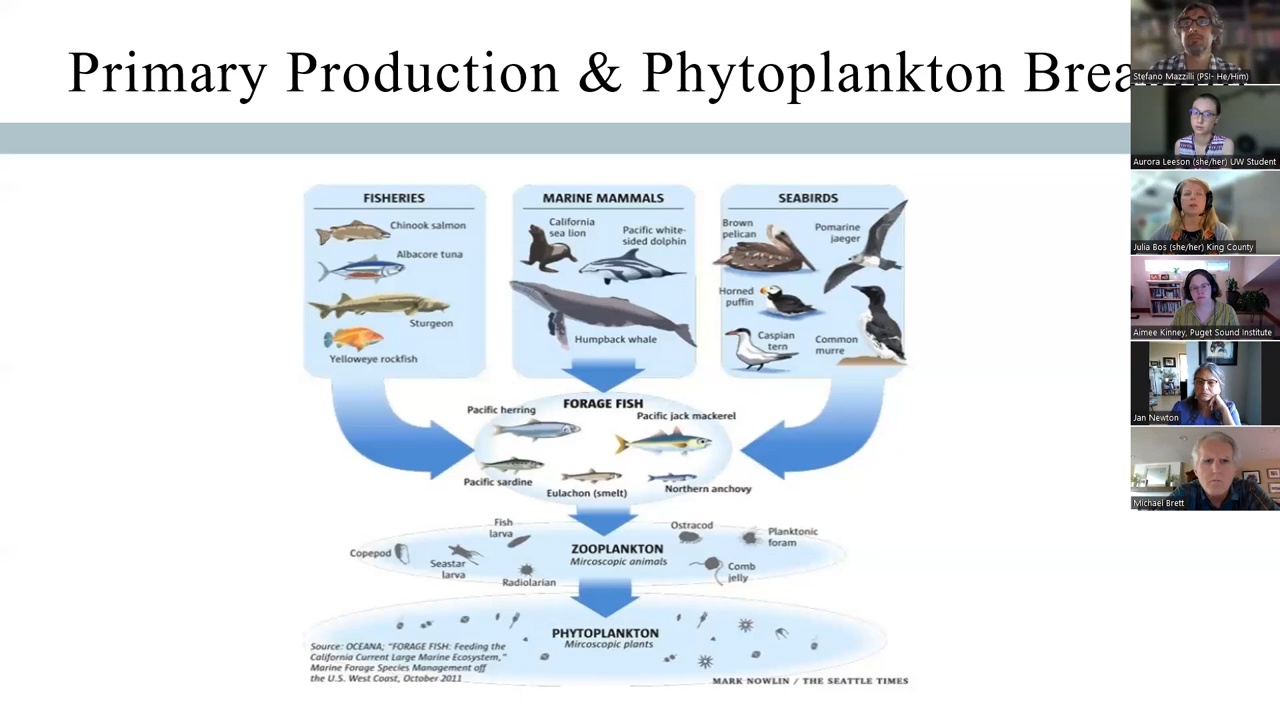 Primary Production & Phytoplankton
FISHERIES
Chinook salmon
Albacore tuna
Sturgeon
Yelloweye rockfish
MARINE MAMMALS
California
sea lion
Pacific white-
sided dolphin
Humpback whale
SEABIRDS
Brown
pelican
Pomarine
jaeger
Horned
puffin
Caspian
tern
Common
murre
FORAGE FISH
Pacific herring
Pacific jack mackerel
Pacific sardine
Eulachon (smelt)
Northern anchovy
ZOOPLANKTON
Mircoscopic animals
Copepod
Fish
larva
Seastar
larva
Radiolarian
Ostracod
Planktonic
foram
Comb
jelly
PHYTOPLANKTON
Mircoscopic plants
Source: OCEANA; "FORAGE FISH: Feeding the
California Current Large Marine Ecosystem,"
Marine Forage Species Management off
the U.S. West Coast, October 2011
MARK NOWLIN / THE SEATTLE TIMES
Stefano Mazzilli (PSI- He/Him)
Aurora Leeson (she/her) UW Student
Julia Bos (she/her) King County
Aimee Kinney, Puget Sound Institute
Jan Newton
Michael Brett